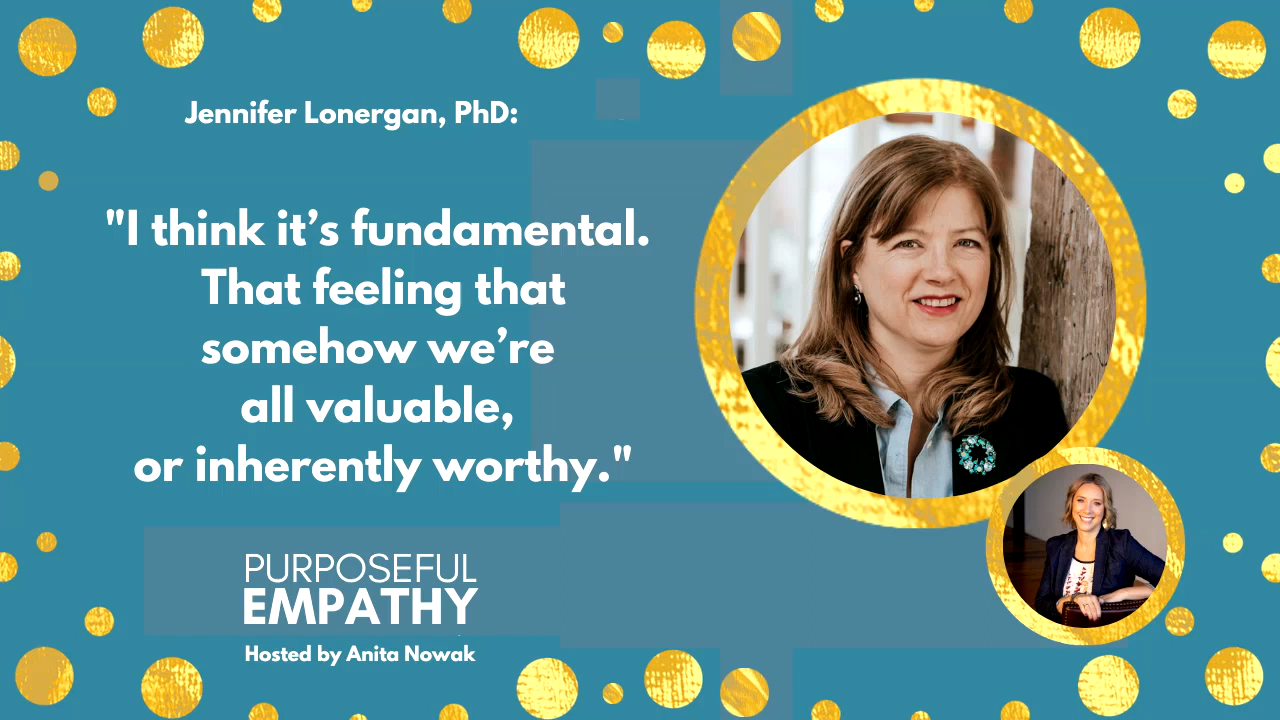 Jennifer Lonergan, PhD:
"I think it’s fundamental.
That feeling that
somehow we’re
all valuable,
or inherently worthy."
PURPOSEFUL
EMPATHY
Hosted by Anita Nowak